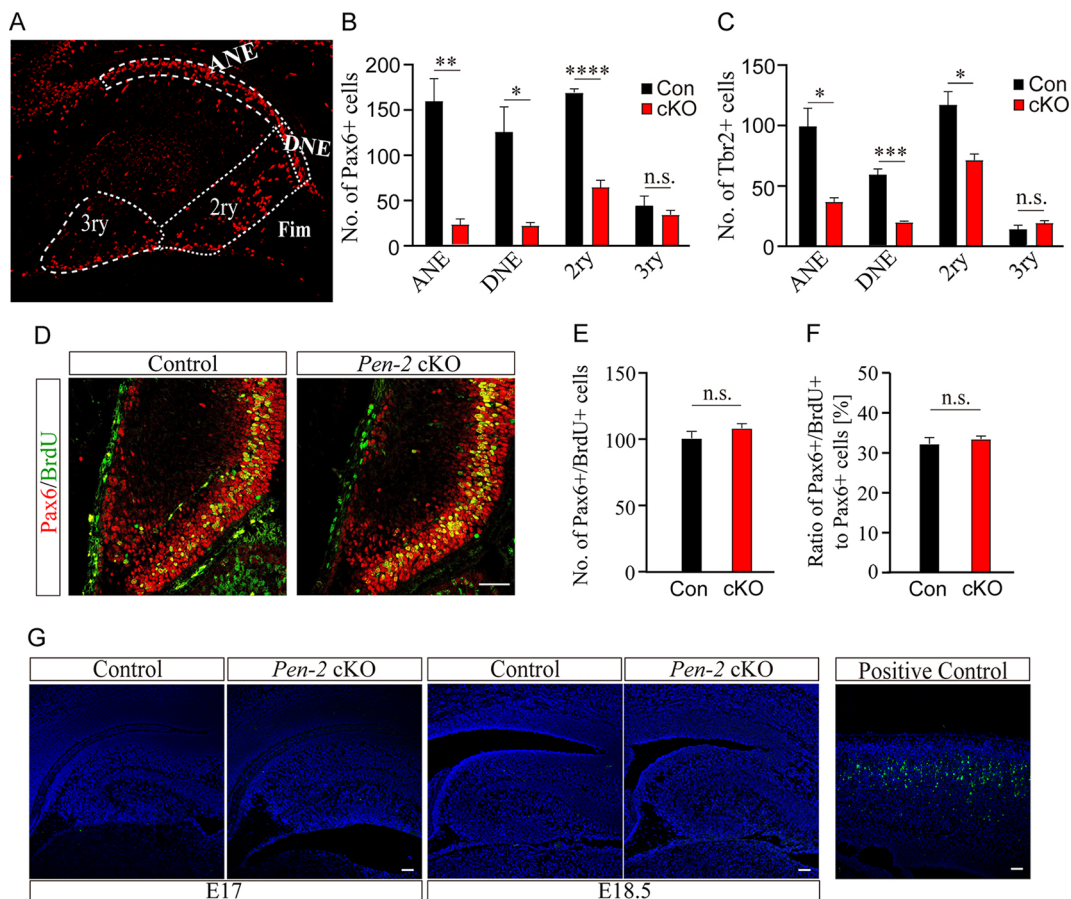 A
ANE
DNE
2ry
3ry
Fim
B
No. of Pax6+ cells
200
150
100
50
0
**
*
****
n.s.
Con
cKO
ANE
DNE
2ry
3ry
C
No. of Tbr2+ cells
150
100
50
0
*
***
*
n.s.
Con
cKO
ANE
DNE
2ry
3ry
D
Control
Pen-2 cKO
Pax6/BrdU
E
No. of Pax6+/BrdU+ cells
150
100
50
0
n.s.
Con
cKO
F
Ratio of Pax6+/BrdU+
to Pax6+ cells [%]
50
40
30
20
10
0
n.s.
Con
cKO
G
Control
Pen-2 cKO
Control
Pen-2 cKO
Positive Control
E17
E18.5